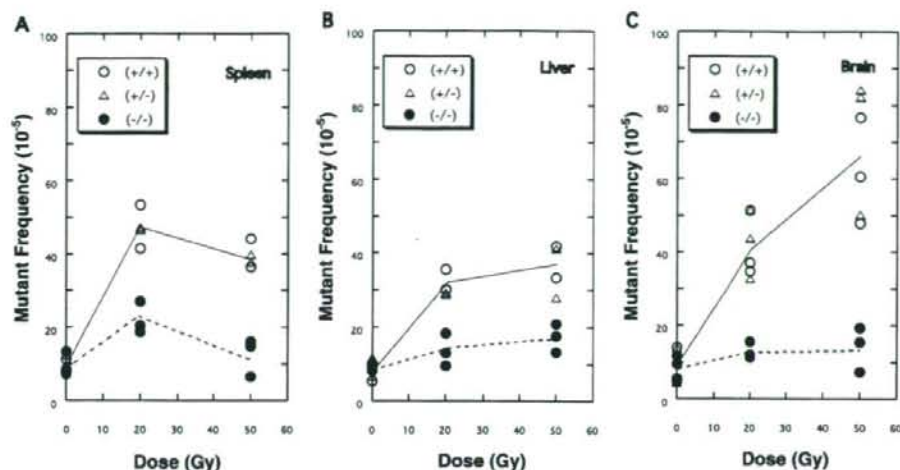 A
Spleen
(+/+)
(+/-)
(-/-)
Mutant Frequency (10⁻⁵)
100
80
60
40
20
0
0 10 20 30 40 50 60
Dose (Gy)
B
Liver
(+/+)
(+/-)
(-/-)
Mutant Frequency (10⁻⁵)
100
80
60
40
20
0
0 10 20 30 40 50 60
Dose (Gy)
C
Brain
(+/+)
(+/-)
(-/-)
Mutant Frequency (10⁻⁵)
100
80
60
40
20
0
0 10 20 30 40 50 60
Dose (Gy)